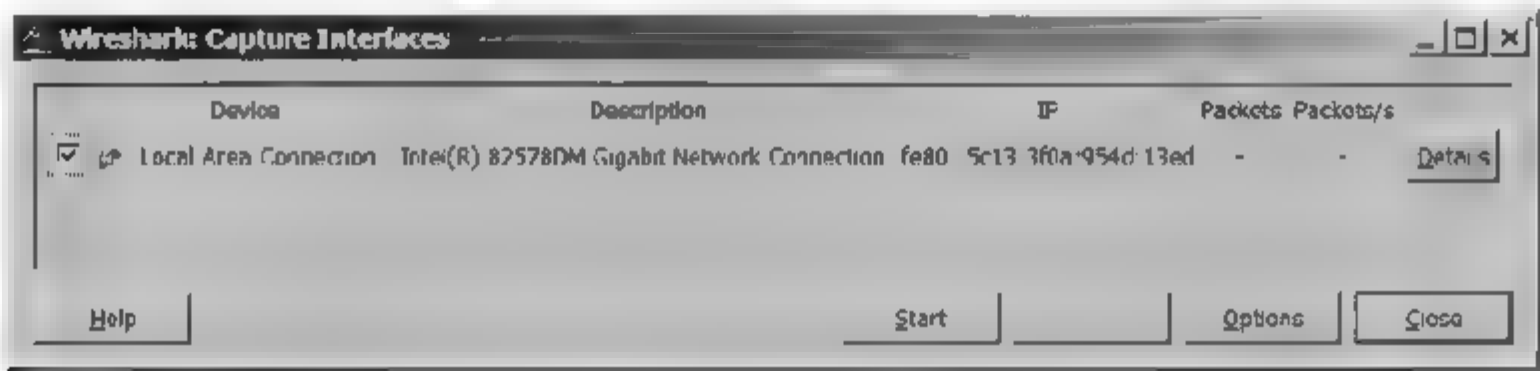 Wireshark: Capture Interfaces
Device Description IP Packets Packets/s
Local Area Connection Intel(R) 82578DM Gigabit Network Connection fe80::5c13:3f0a:954d:13ed - - Details
Help Start Options Close